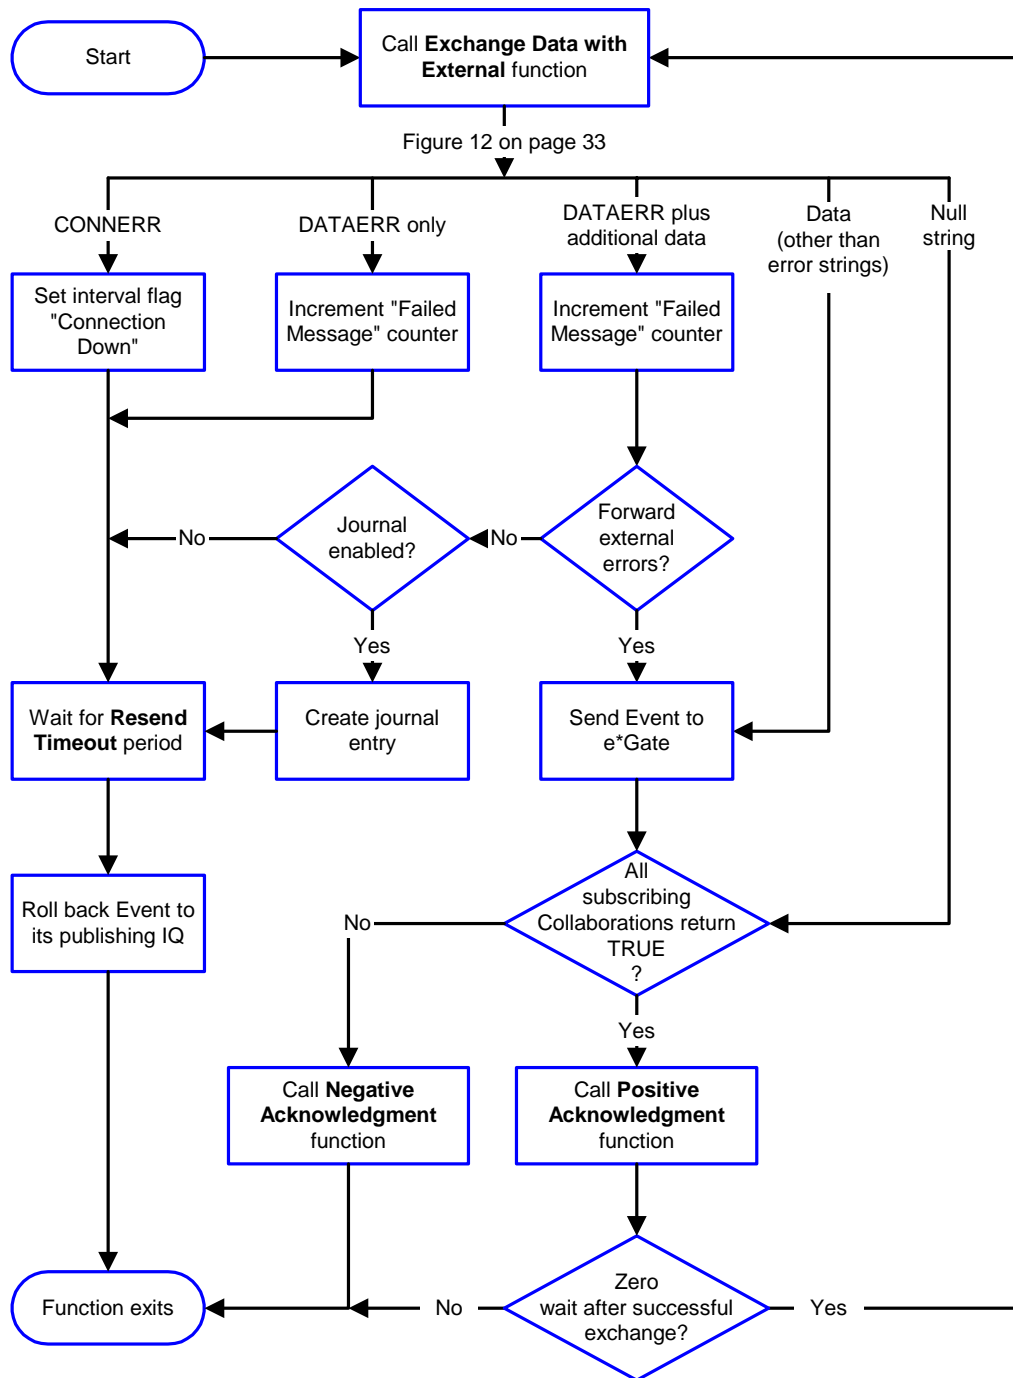 Start
Call Exchange Data with
External function
Figure 12 on page 33
CONNERR
DATAERR only
DATAERR plus
additional data
Data
(other than
error strings)
Null
string
Set interval flag
"Connection
Down"
Increment "Failed
Message" counter
Increment "Failed
Message" counter
No
Journal
enabled?
No
Forward
external
errors?
Yes
Yes
Wait for Resend
Timeout period
Create journal
entry
Send Event to
e*Gate
Roll back Event to
its publishing IQ
No
All
subscribing
Collaborations return
TRUE
?
Yes
Call Negative
Acknowledgment
function
Call Positive
Acknowledgment
function
Function exits
No
Zero
wait after successful
exchange?
Yes